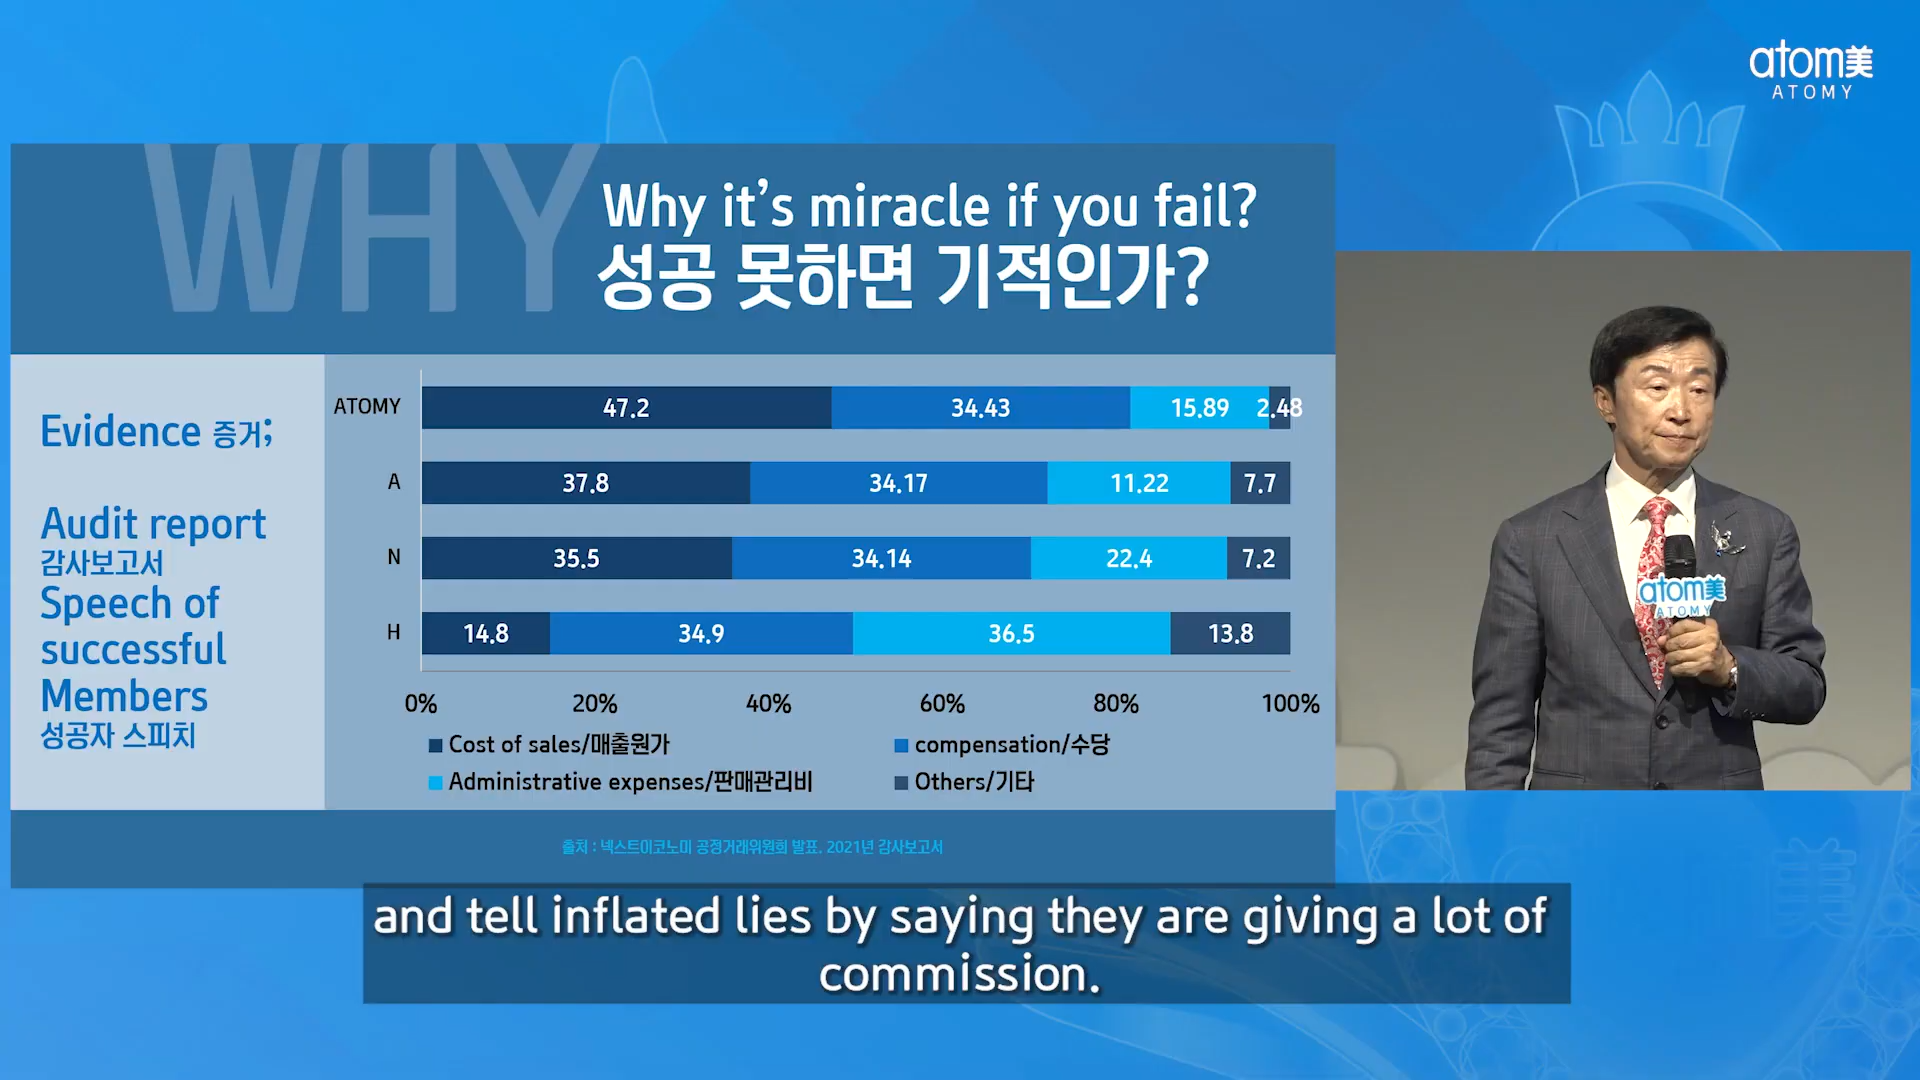 atom美
ATOMY
WHY
Why it's miracle if you fail?
성공 못하면 기적인가?
Evidence 증거;
Audit report
감사보고서
Speech of
successful
Members
성공자 스피치
ATOMY 47.2 34.43 15.89 2.48
A 37.8 34.17 11.22 7.7
N 35.5 34.14 22.4 7.2
H 14.8 34.9 36.5 13.8
0% 20% 40% 60% 80% 100%
Cost of sales/매출원가 compensation/수당
Administrative expenses/판매관리비 Others/기타
출처 : 넥스트이코노미 공정거래위원회 발표. 2021년 감사보고서
atom美
ATOMY
and tell inflated lies by saying they are giving a lot of
commission.